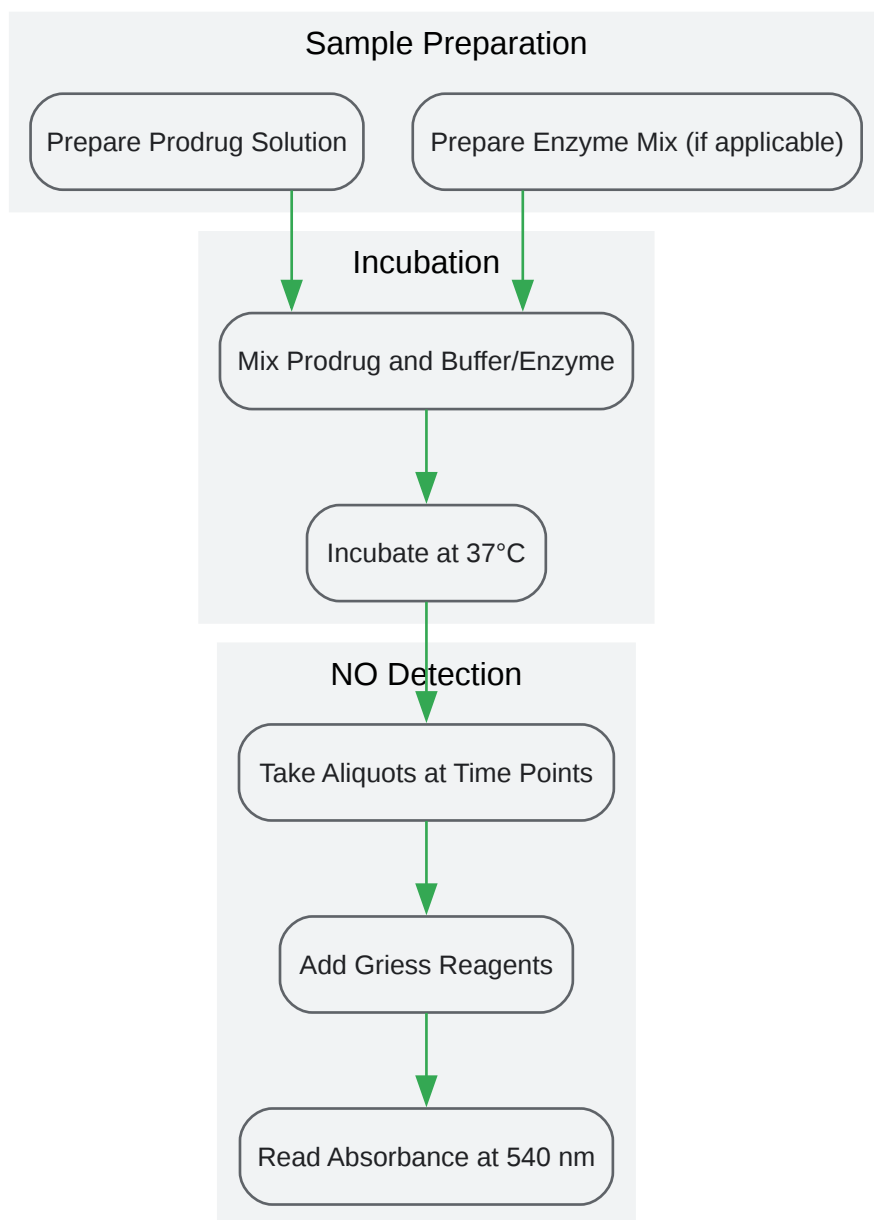 Sample Preparation
Prepare Prodrug Solution
Prepare Enzyme Mix (if applicable)
Incubation
Mix Prodrug and Buffer/Enzyme
Incubate at 37°C
NO Detection
Take Aliquots at Time Points
Add Griess Reagents
Read Absorbance at 540 nm